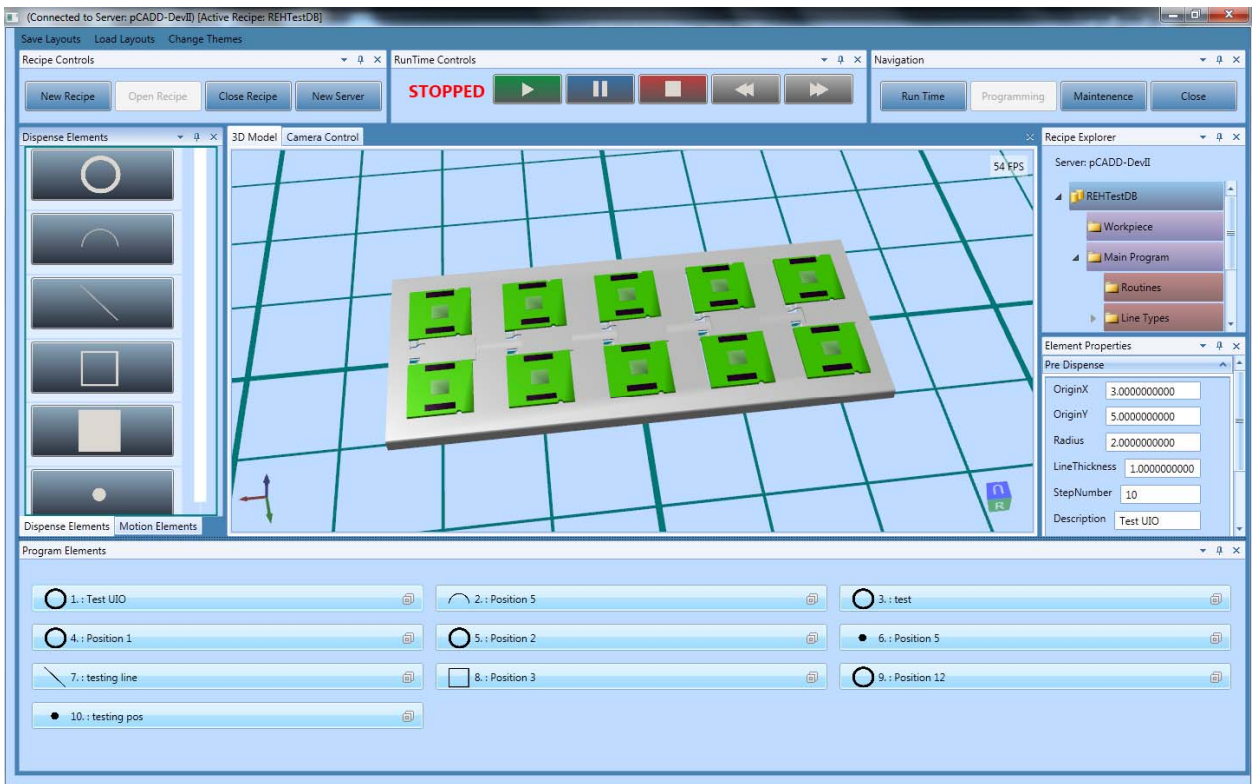 (Connected to Server: pCADD-DevII) [Active Recipe: REHTestDB]
Save Layouts Load Layouts Change Themes
Recipe Controls
New Recipe Open Recipe Close Recipe New Server
RunTime Controls
STOPPED
Navigation
Run Time Programming Maintenence Close
Dispense Elements
Dispense Elements Motion Elements
3D Model Camera Control
54 FPS
U
R
Recipe Explorer
Server: pCADD-DevII
REHTestDB
Workpiece
Main Program
Routines
Line Types
Element Properties
Pre Dispense
OriginX 3.0000000000
OriginY 5.0000000000
Radius 2.0000000000
LineThickness 1.0000000000
StepNumber 10
Description Test UIO
Program Elements
1. : Test UIO 2. : Position 5 3. : test
4. : Position 1 5. : Position 2 6. : Position 5
7. : testing line 8. : Position 3 9. : Position 12
10. : testing pos